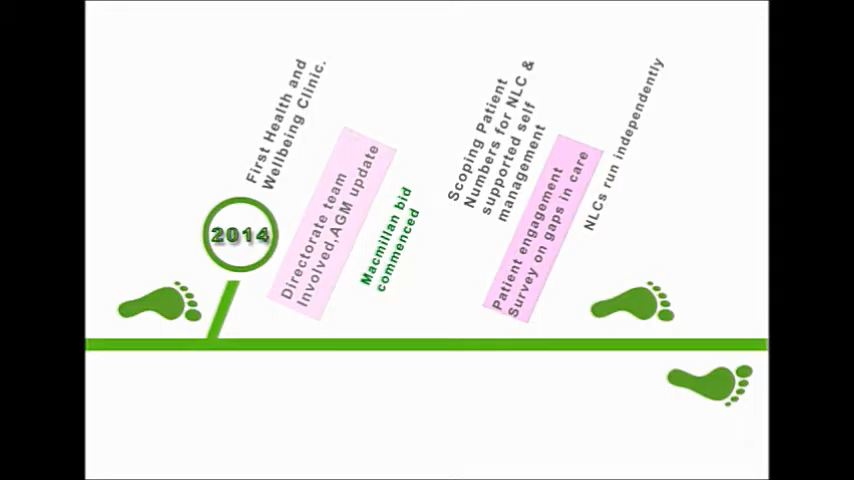 2014
First Health and
Wellbeing Clinic.
Directorate team
Involved,AGM update
Macmillan bid
commenced
Scoping Patient
Numbers for NLC &
supported self
management
Patient engagement
Survey on gaps in care
NLCs run independently